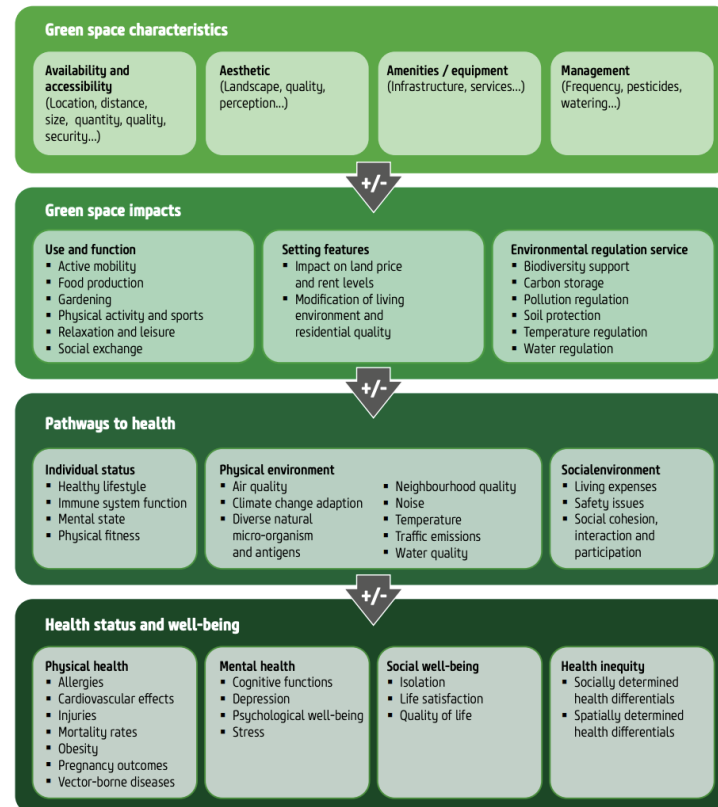 Green space characteristics
Availability and
accessibility
(Location, distance,
size, quantity, quality,
security...)
Aesthetic
(Landscape, quality,
perception...)
Amenities / equipment
(Infrastructure, services...)
Management
(Frequency, pesticides,
watering...)
+/-
Green space impacts
Use and function
▪ Active mobility
▪ Food production
▪ Gardening
▪ Physical activity and sports
▪ Relaxation and leisure
▪ Social exchange
Setting features
▪ Impact on land price
and rent levels
▪ Modification of living
environment and
residential quality
Environmental regulation service
▪ Biodiversity support
▪ Carbon storage
▪ Pollution regulation
▪ Soil protection
▪ Temperature regulation
▪ Water regulation
+/-
Pathways to health
Individual status
▪ Healthy lifestyle
▪ Immune system function
▪ Mental state
▪ Physical fitness
Physical environment
▪ Air quality
▪ Climate change adaption
▪ Diverse natural
micro-organism
and antigens
▪ Neighbourhood quality
▪ Noise
▪ Temperature
▪ Traffic emissions
▪ Water quality
Socialenvironment
▪ Living expenses
▪ Safety issues
▪ Social cohesion,
interaction and
participation
+/-
Health status and well-being
Physical health
▪ Allergies
▪ Cardiovascular effects
▪ Injuries
▪ Mortality rates
▪ Obesity
▪ Pregnancy outcomes
▪ Vector-borne diseases
Mental health
▪ Cognitive functions
▪ Depression
▪ Psychological well-being
▪ Stress
Social well-being
▪ Isolation
▪ Life satisfaction
▪ Quality of life
Health inequity
▪ Socially determined
health differentials
▪ Spatially determined
health differentials